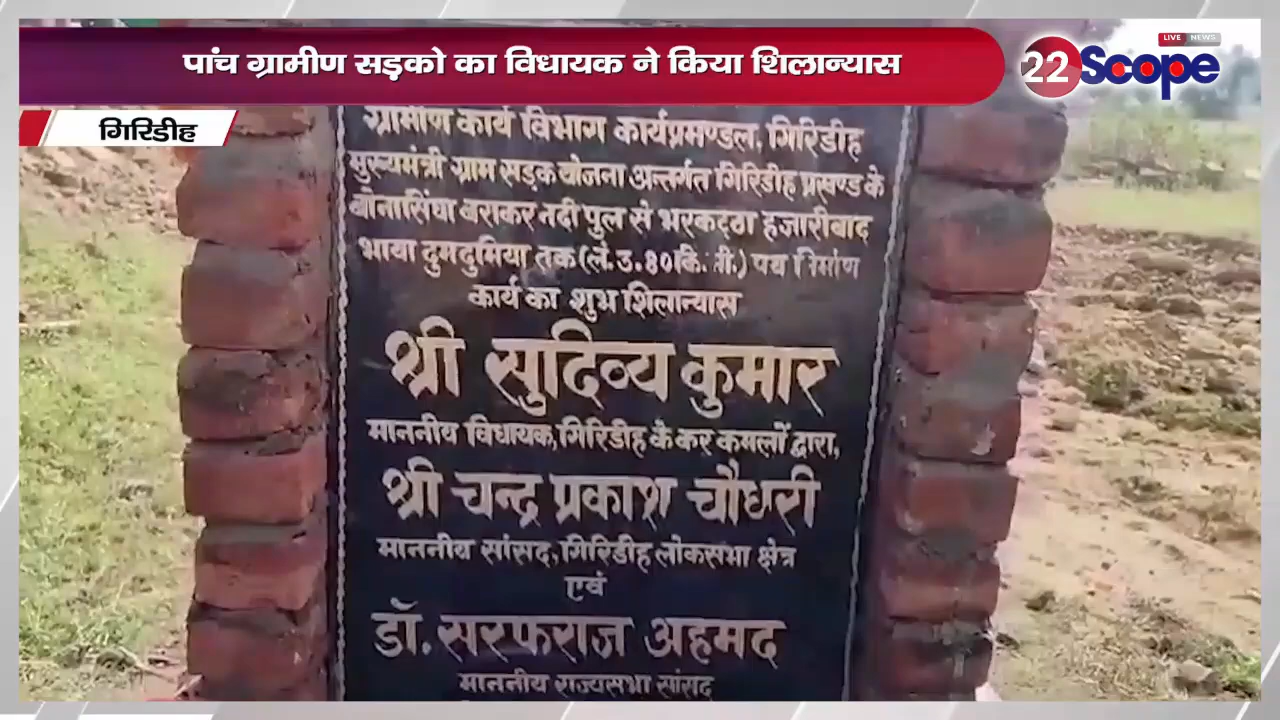 पांच ग्रामीण सड़को का विधायक ने किया शिलान्यास
LIVE NEWS
22Scope
गिरिडीह
ग्रामीण कार्य विभाग कार्यप्रमण्डल, गिरिडीह
मुख्यमंत्री ग्राम सड़क योजना अन्तर्गत गिरिडीह प्रखण्ड के
बराकर नदी पुल से भरकट्ठा हजारीबाद
भाया दुमदुमिया तक (लं.उ.80कि.मी.) पथ निर्माण
कार्य का शुभ शिलान्यास
श्री सुदिव्य कुमार
माननीय विधायक, गिरिडीह के कर कमलों द्वारा,
श्री चन्द्र प्रकाश चौधरी
माननीय सांसद, गिरिडीह लोकसभा क्षेत्र
एवं
डॉ. सरफराज अहमद
माननीय राज्यसभा सांसद